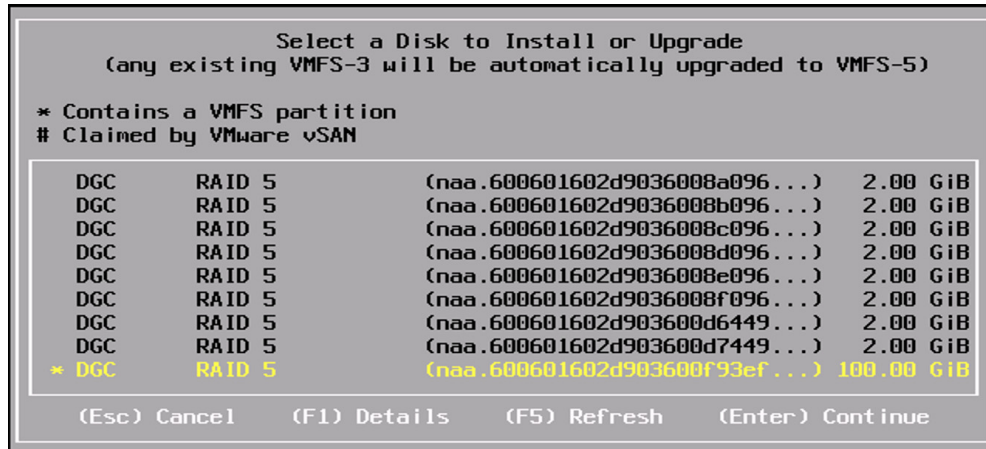 Select a Disk to Install or Upgrade
(any existing VMFS-3 will be automatically upgraded to VMFS-5)
* Contains a VMFS partition
# Claimed by VMware vSAN
DGC RAID 5 (naa.600601602d9036008a096...) 2.00 GiB
DGC RAID 5 (naa.600601602d9036008b096...) 2.00 GiB
DGC RAID 5 (naa.600601602d9036008c096...) 2.00 GiB
DGC RAID 5 (naa.600601602d9036008d096...) 2.00 GiB
DGC RAID 5 (naa.600601602d9036008e096...) 2.00 GiB
DGC RAID 5 (naa.600601602d9036008f096...) 2.00 GiB
DGC RAID 5 (naa.600601602d903600d6449...) 2.00 GiB
DGC RAID 5 (naa.600601602d903600d7449...) 2.00 GiB
* DGC RAID 5 (naa.600601602d903600f93ef...) 100.00 GiB
(Esc) Cancel (F1) Details (F5) Refresh (Enter) Continue